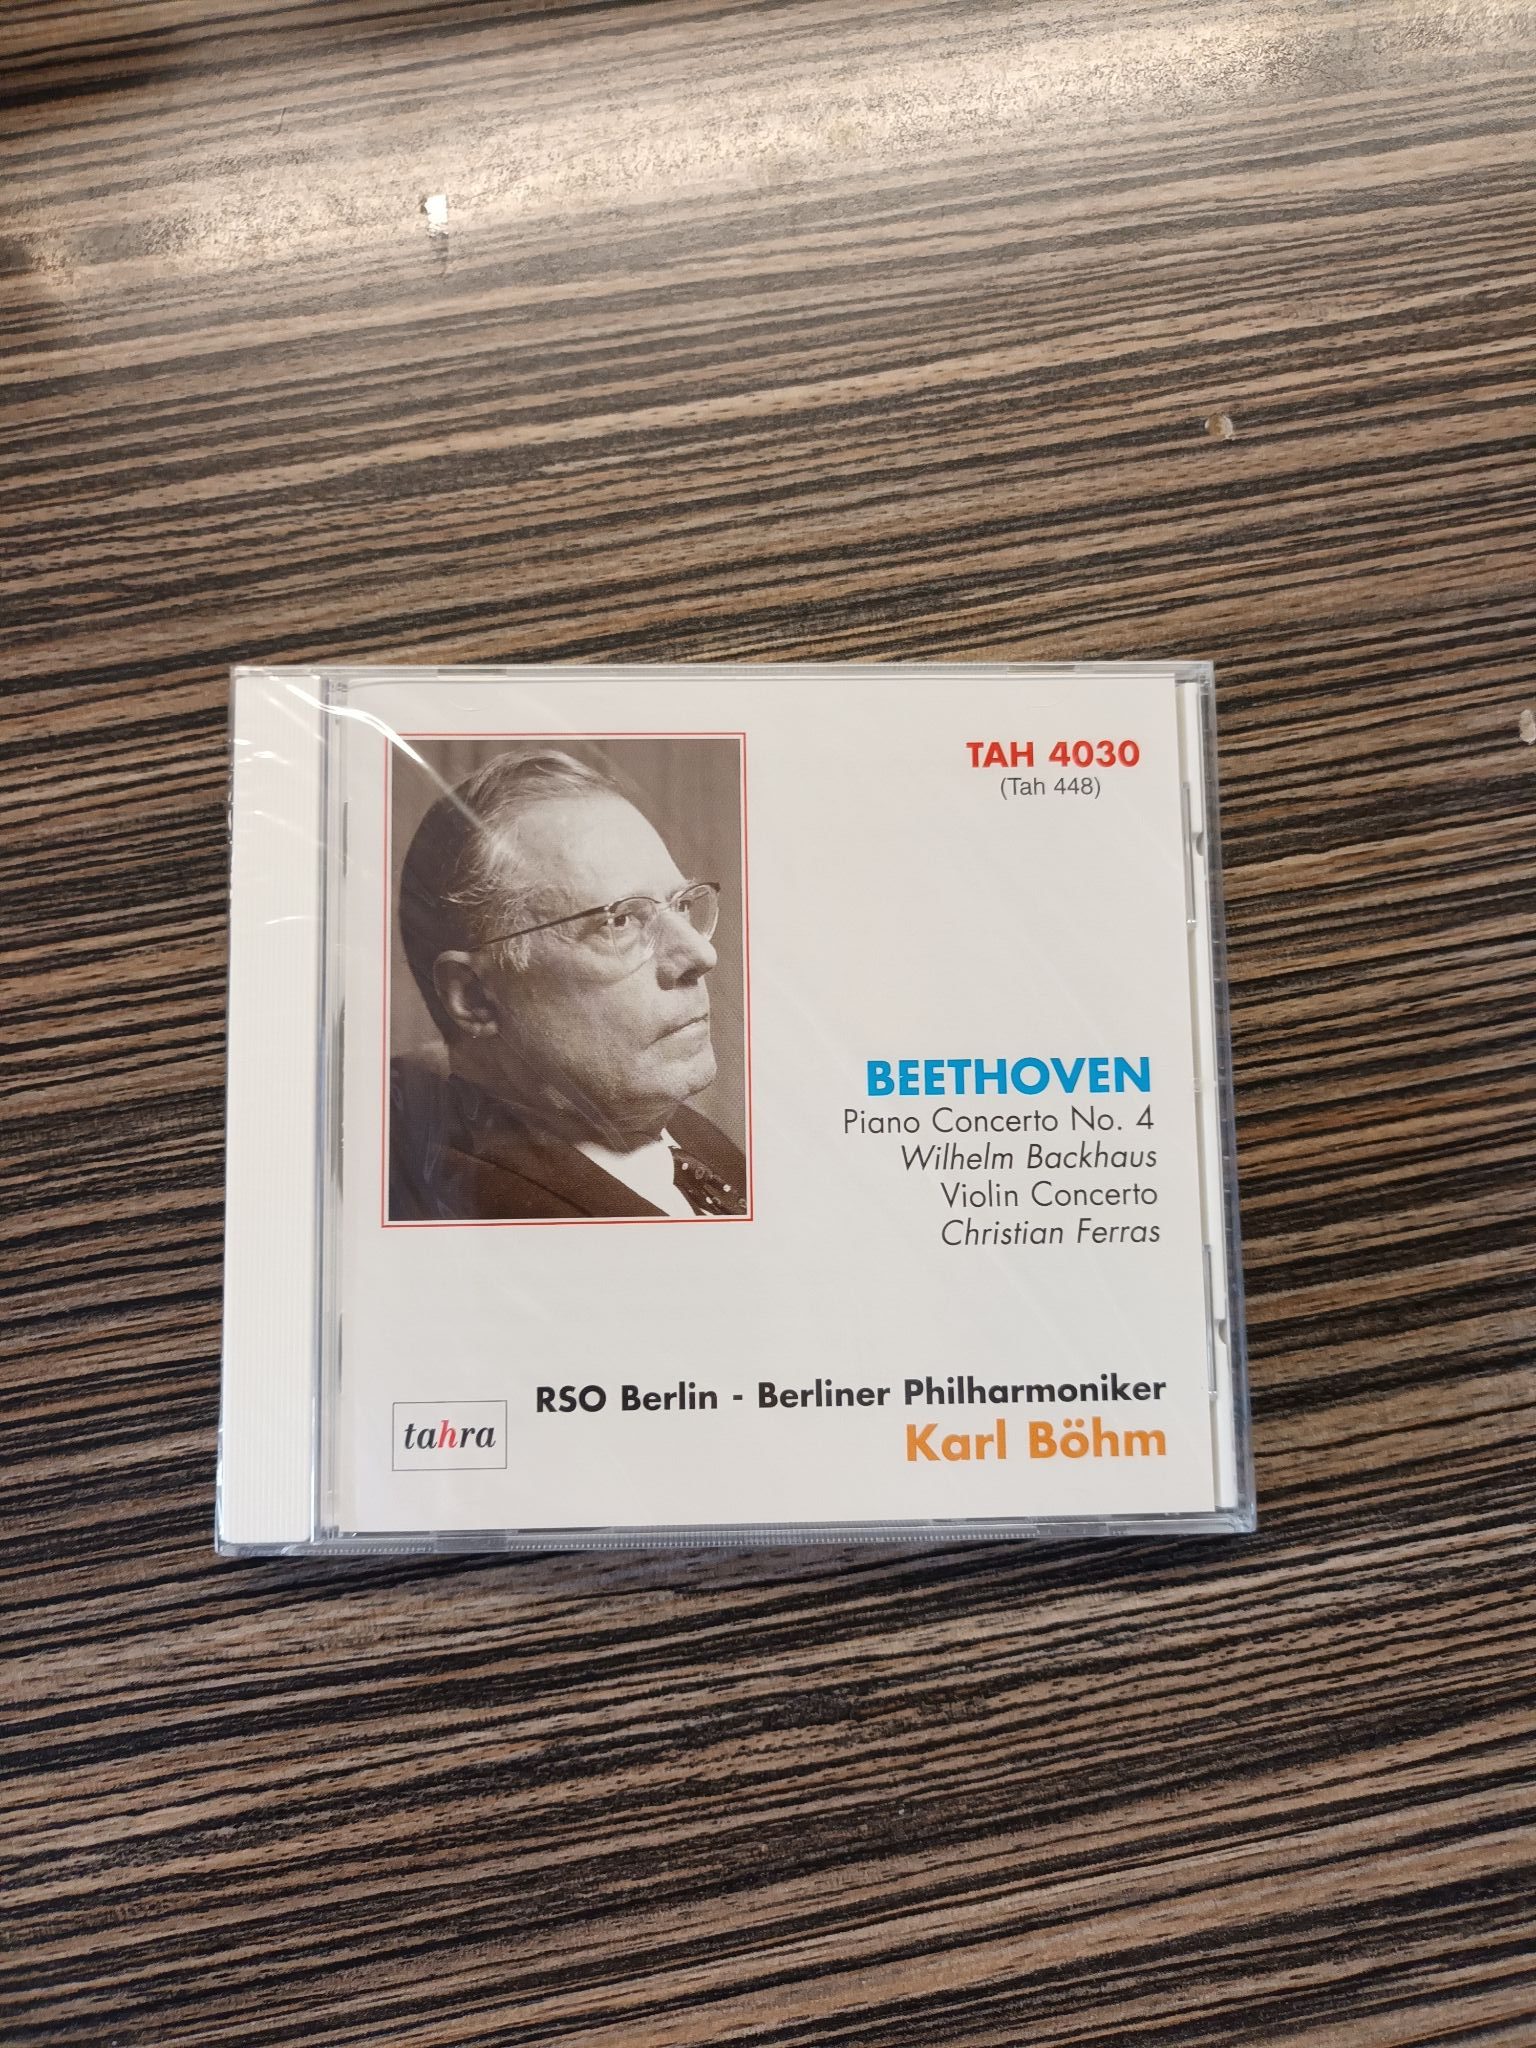 TAH 4030
(Tah 448)
BEETHOVEN
Piano Concerto No. 4
Wilhelm Backhaus
Violin Concerto
Christian Ferras
RSO Berlin - Berliner Philharmoniker
Karl Böhm
tahra